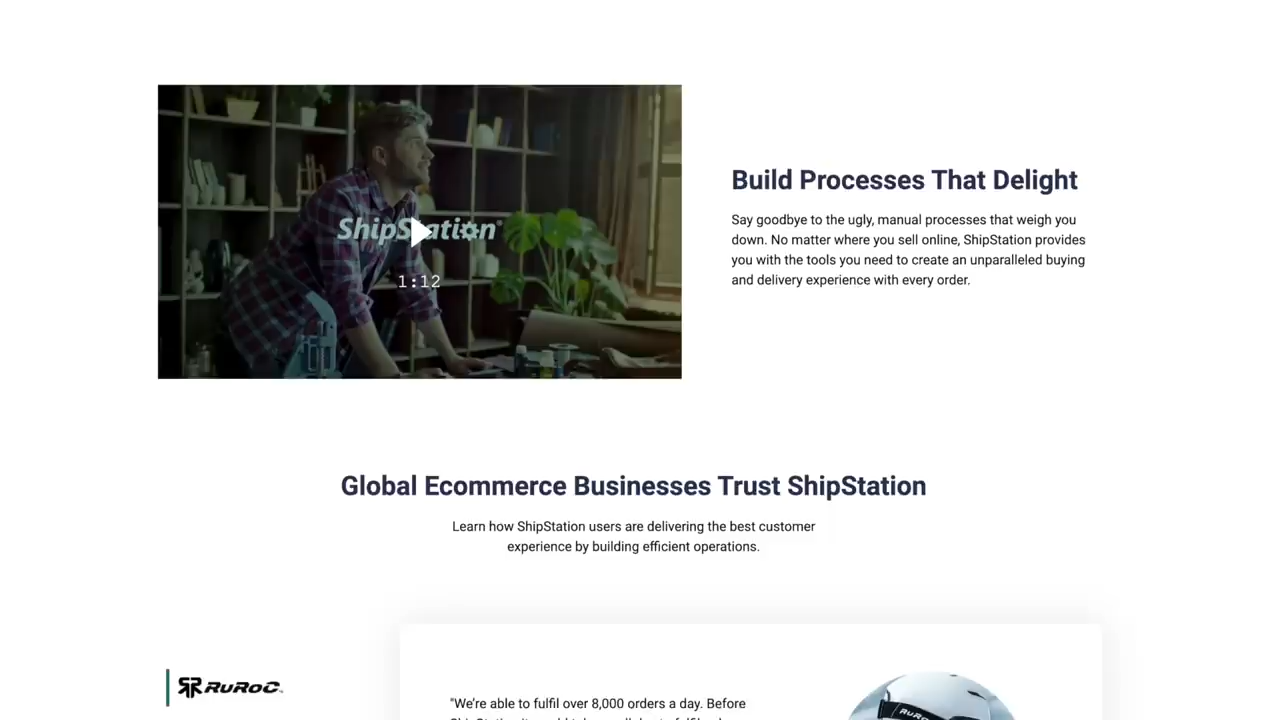 ShipStation®
1:12
Build Processes That Delight
Say goodbye to the ugly, manual processes that weigh you
down. No matter where you sell online, ShipStation provides
you with the tools you need to create an unparalleled buying
and delivery experience with every order.
Global Ecommerce Businesses Trust ShipStation
Learn how ShipStation users are delivering the best customer
experience by building efficient operations.
RUROC
"We're able to fulfil over 8,000 orders a day. Before
RUROC